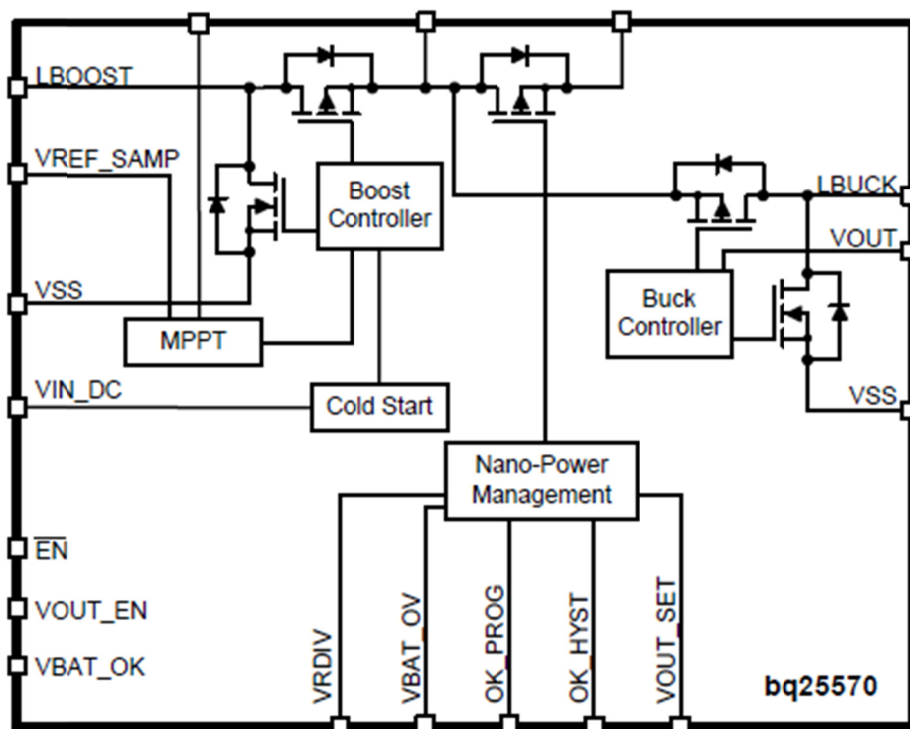 LBOOST
VREF_SAMP
Boost
Controller
LBUCK
VOUT
VSS
Buck
Controller
MPPT
VIN_DC
Cold Start
VSS
Nano-Power
Management
EN
VOUT_EN
VBAT_OK
VRDIV
VBAT_OV
OK_PROG
OK_HYST
VOUT_SET
bq25570